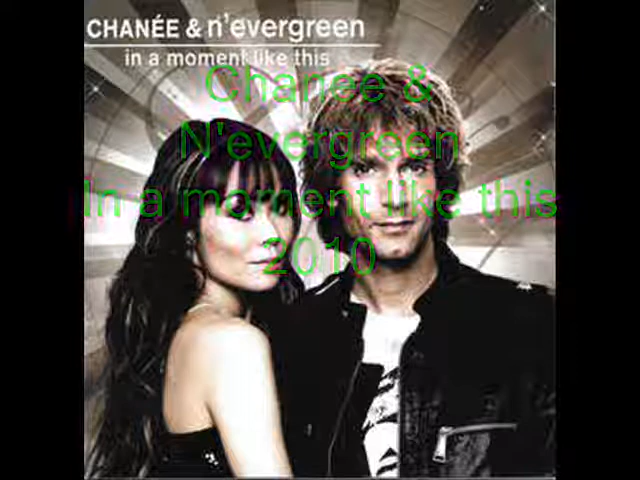 CHANÉE & n'evergreen
in a moment like this
Chanee &
N'evergreen
In a moment like this
2010